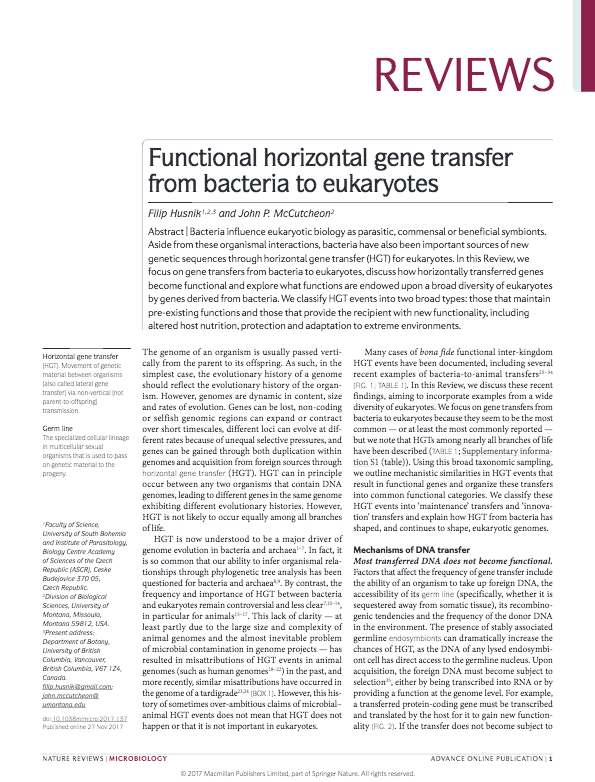 REVIEWS
Functional horizontal gene transfer
from bacteria to eukaryotes
Filip Husnik1,2,3 and John P. McCutcheon2
Abstract | Bacteria influence eukaryotic biology as parasitic, commensal or beneficial symbionts.
Aside from these organismal interactions, bacteria have also been important sources of new
genetic sequences through horizontal gene transfer (HGT) for eukaryotes. In this Review, we
focus on gene transfers from bacteria to eukaryotes, discuss how horizontally transferred genes
become functional and explore what functions are endowed upon a broad diversity of eukaryotes
by genes derived from bacteria. We classify HGT events into two broad types: those that maintain
pre-existing functions and those that provide the recipient with new functionality, including
altered host nutrition, protection and adaptation to extreme environments.
Horizontal gene transfer
(HGT). Movement of genetic
material between organisms
(also called lateral gene
transfer) via non-vertical (not
parent-to-offspring)
transmission.
Germ line
The specialized cellular lineage
in multicellular sexual
organisms that is used to pass
on genetic material to the
progeny.
1Faculty of Science,
University of South Bohemia
and Institute of Parasitology,
Biology Centre Academy
of Sciences of the Czech
Republic (ASCR), Ceske
Budejovice 370 05,
Czech Republic.
2Division of Biological
Sciences, University of
Montana, Missoula,
Montana 59812, USA.
3Present address:
Department of Botany,
University of British
Columbia, Vancouver,
British Columbia, V6T 1Z4,
Canada.
filip.husnik@gmail.com;
john.mccutcheon@
umontana.edu
doi:10.1038/nrmicro.2017.137
Published online 27 Nov 2017
The genome of an organism is usually passed verti-
cally from the parent to its offspring. As such, in the
simplest case, the evolutionary history of a genome
should reflect the evolutionary history of the organ-
ism. However, genomes are dynamic in content, size
and rates of evolution. Genes can be lost, non-coding
or selfish genomic regions can expand or contract
over short timescales, different loci can evolve at dif-
ferent rates because of unequal selective pressures, and
genes can be gained through both duplication within
genomes and acquisition from foreign sources through
horizontal gene transfer (HGT). HGT can in principle
occur between any two organisms that contain DNA
genomes, leading to different genes in the same genome
exhibiting different evolutionary histories. However,
HGT is not likely to occur equally among all branches
of life.
HGT is now understood to be a major driver of
genome evolution in bacteria and archaea1–7. In fact, it
is so common that our ability to infer organismal rela-
tionships through phylogenetic tree analysis has been
questioned for bacteria and archaea8,9. By contrast, the
frequency and importance of HGT between bacteria
and eukaryotes remain controversial and less clear7,10–14,
in particular for animals15–17. This lack of clarity — at
least partly due to the large size and complexity of
animal genomes and the almost inevitable problem
of microbial contamination in genome projects — has
resulted in misattributions of HGT events in animal
genomes (such as human genomes18–22) in the past, and
more recently, similar misattributions have occurred in
the genome of a tardigrade23,24 (BOX 1). However, this his-
tory of sometimes over-ambitious claims of microbial–
animal HGT events does not mean that HGT does not
happen or that it is not important in eukaryotes.
Many cases of bona fide functional inter-kingdom
HGT events have been documented, including several
recent examples of bacteria-to-animal transfers25–34
(FIG. 1; TABLE 1). In this Review, we discuss these recent
findings, aiming to incorporate examples from a wide
diversity of eukaryotes. We focus on gene transfers from
bacteria to eukaryotes because they seem to be the most
common — or at least the most commonly reported —
but we note that HGTs among nearly all branches of life
have been described (TABLE 1; Supplementary informa-
tion S1 (table)). Using this broad taxonomic sampling,
we outline mechanistic similarities in HGT events that
result in functional genes and organize these transfers
into common functional categories. We classify these
HGT events into ‘maintenance’ transfers and ‘innova-
tion’ transfers and explain how HGT from bacteria has
shaped, and continues to shape, eukaryotic genomes.
Mechanisms of DNA transfer
Most transferred DNA does not become functional.
Factors that affect the frequency of gene transfer include
the ability of an organism to take up foreign DNA, the
accessibility of its germ line (specifically, whether it is
sequestered away from somatic tissue), its recombino-
genic tendencies and the frequency of the donor DNA
in the environment. The presence of stably associated
germline endosymbionts can dramatically increase the
chances of HGT, as the DNA of any lysed endosymbi-
ont cell has direct access to the germline nucleus. Upon
acquisition, the foreign DNA must become subject to
selection35, either by being transcribed into RNA or by
providing a function at the genome level. For example,
a transferred protein-coding gene must be transcribed
and translated by the host for it to gain new function-
ality (FIG. 2). If the transfer does not become subject to
NATURE REVIEWS | MICROBIOLOGY
ADVANCE ONLINE PUBLICATION | 1
© 2017 Macmillan Publishers Limited, part of Springer Nature. All rights reserved.